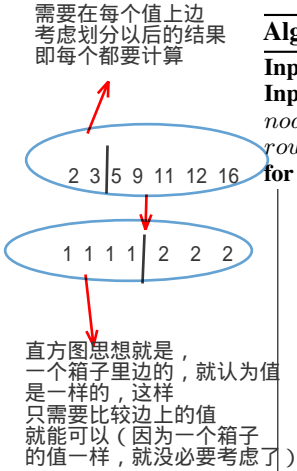 需要在每个值上边
考虑划分以后的结果
即每个都要计算
Alg
Inp
Inp
nod
rou
for
2 3 5 9 11 12 16
1 1 1 1 2 2 2
直方图思想就是，
一个箱子里边的，就认为值
是一样的，这样
只需要比较边上的值
就能可以（因为一个箱子
的值一样，就没必要考虑了）